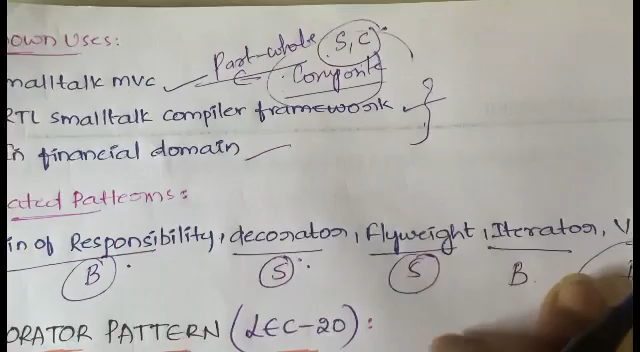 own Uses:
Part-whole S, C
malltalk mvc Componts
RTL smalltalk compiler framework
In financial domain
ated Patterns:
in of Responsibility, decorator, Flyweight, Iterator, V
B S S B
ORATOR PATTERN (LEC-20):